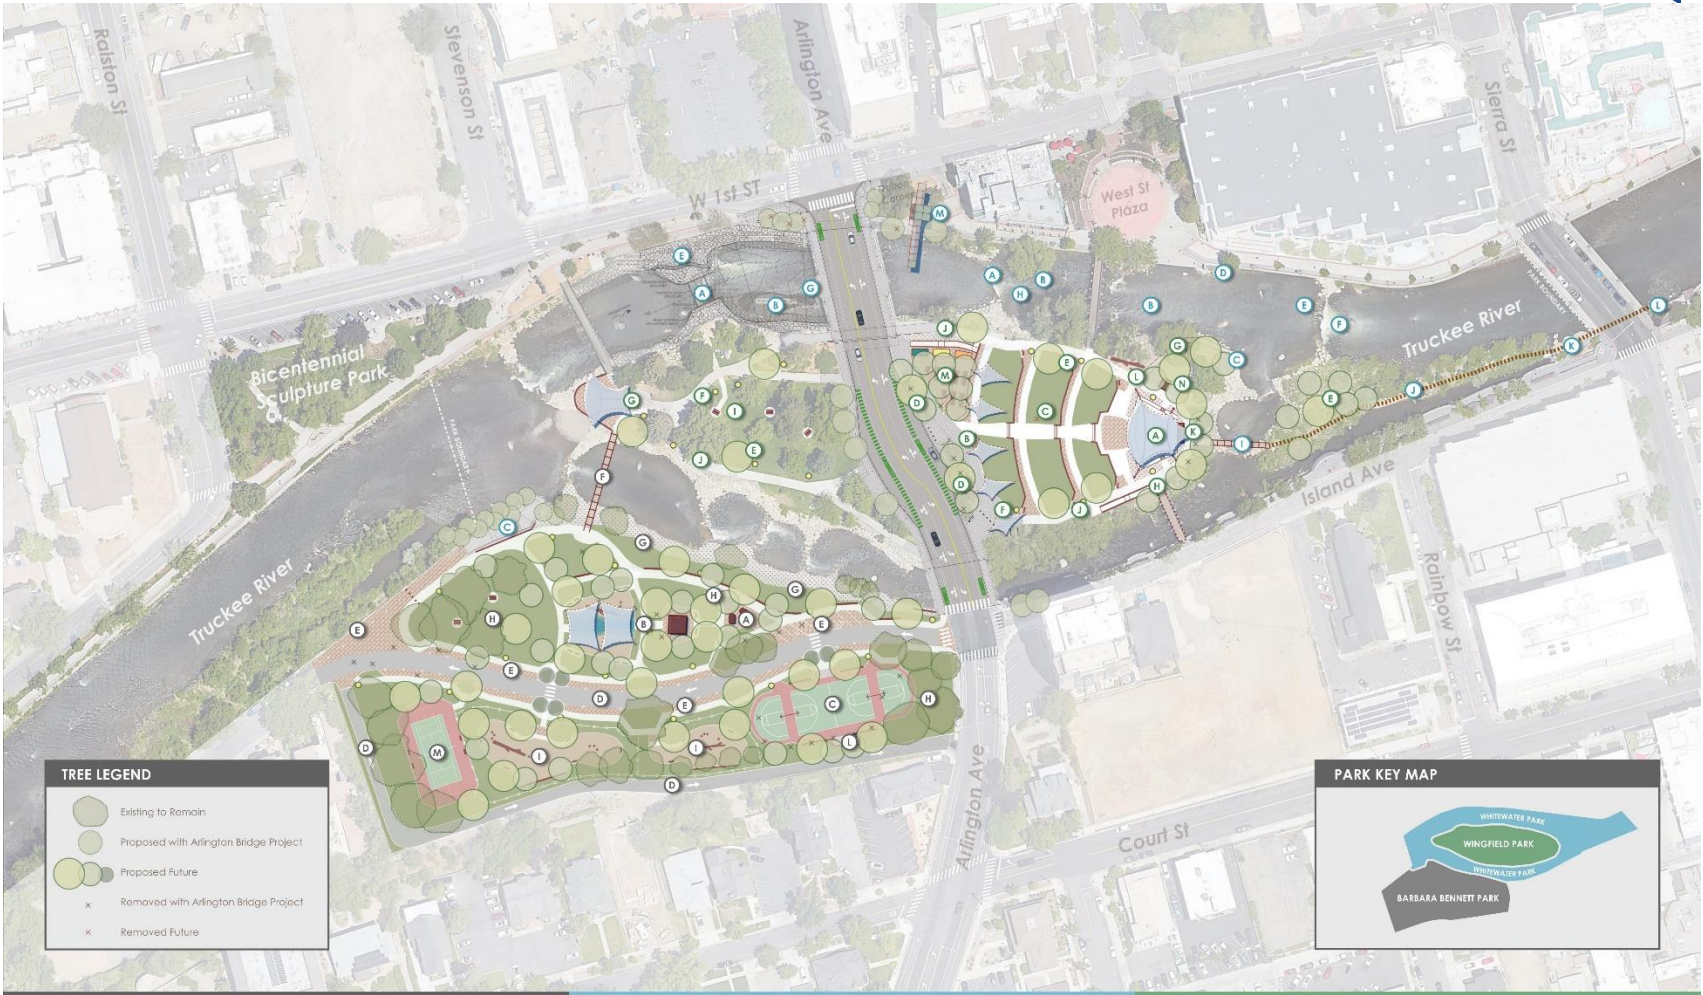 Ralston St
Stevenson St
Arlington Ave
Sierra St
W 1st ST
West St
Plaza
M
E
A
B
G
A
H
B
D
B
E
F
C
L
K
J
I
Truckee River
Bicentennial
Sculpture Park
PARK BOUNDARY
G
F
I
E
J
J
M
D
B
D
F
E
C
J
L
G
N
A
K
H
E
Island Ave
Rainbow St
F
C
G
G
Truckee River
H
B
H
A
E
E
E
D
E
C
H
D
M
I
I
L
D
Arlington Ave
Court St
TREE LEGEND
Existing to Remain
Proposed with Arlington Bridge Project
Proposed Future
Removed with Arlington Bridge Project
Removed Future
PARK KEY MAP
WHITEWATER PARK
WINGFIELD PARK
WHITEWATER PARK
BARBARA BENNETT PARK